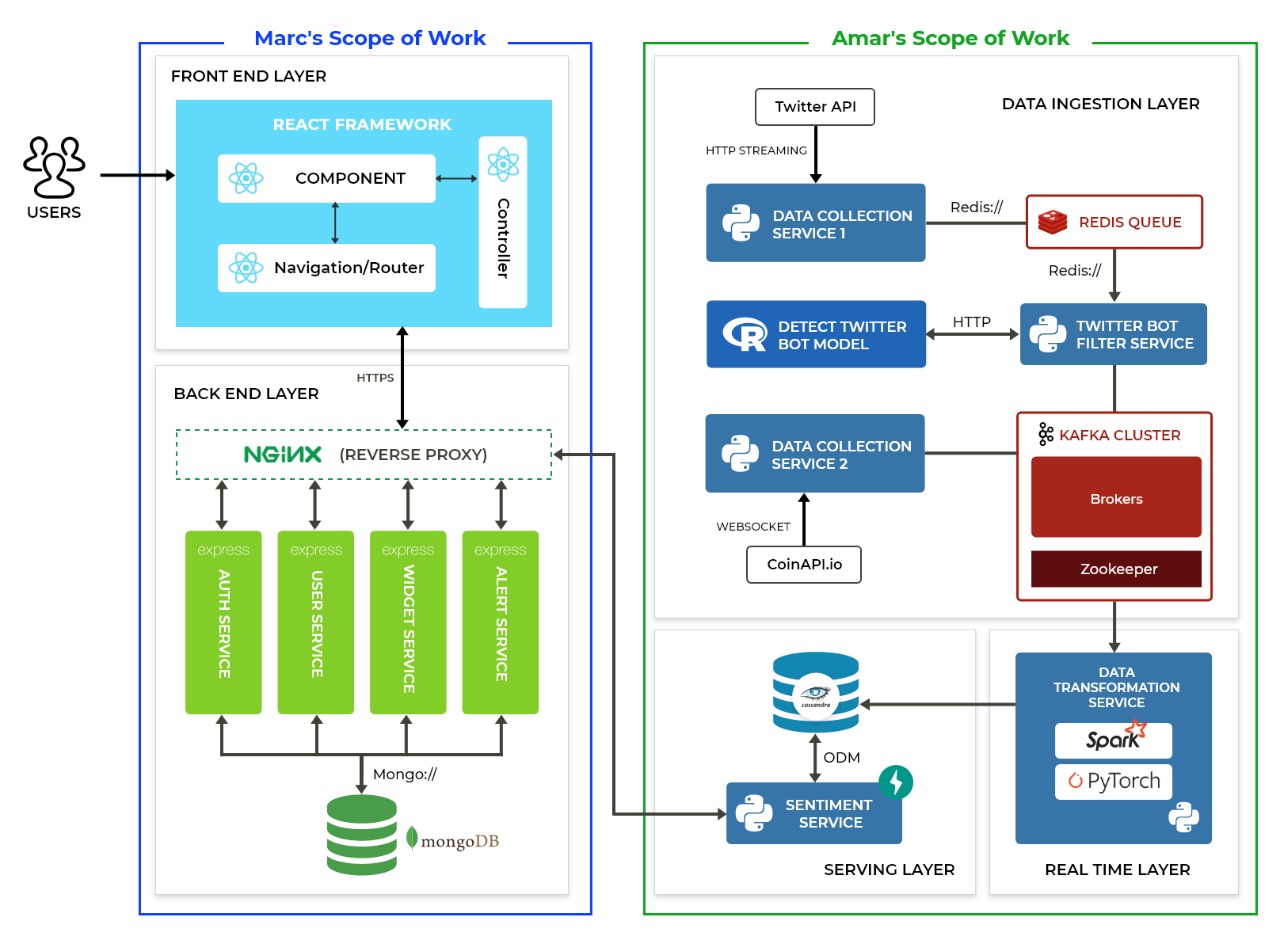 Marc's Scope of Work
FRONT END LAYER
REACT FRAMEWORK
COMPONENT
Navigation/Router
Controller
USERS
HTTPS
BACK END LAYER
NGINX (REVERSE PROXY)
express
AUTH SERVICE
express
USER SERVICE
express
WIDGET SERVICE
express
ALERT SERVICE
Mongo://
mongoDB
Amar's Scope of Work
DATA INGESTION LAYER
Twitter API
HTTP STREAMING
DATA COLLECTION
SERVICE 1
Redis://
REDIS QUEUE
Redis://
DETECT TWITTER
BOT MODEL
HTTP
TWITTER BOT
FILTER SERVICE
DATA COLLECTION
SERVICE 2
WEBSOCKET
CoinAPI.io
KAFKA CLUSTER
Brokers
Zookeeper
cassandra
ODM
SENTIMENT
SERVICE
SERVING LAYER
DATA
TRANSFORMATION
SERVICE
Spark
PyTorch
REAL TIME LAYER